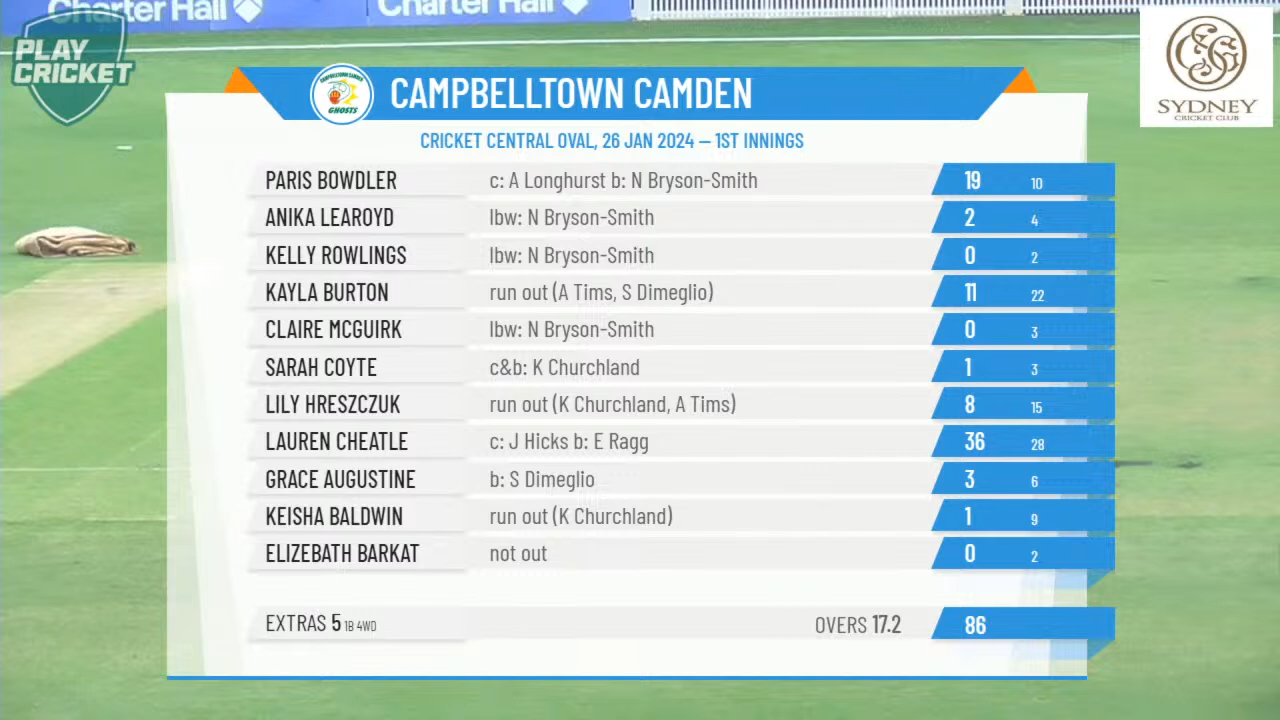 Charter Hall
Charter Hall
PLAY
CRICKET
SYDNEY
CRICKET CLUB
GHOSTS
CAMPBELLTOWN CAMDEN
CRICKET CENTRAL OVAL, 26 JAN 2024 – 1ST INNINGS
PARIS BOWDLER c: A Longhurst b: N Bryson-Smith 19 10
ANIKA LEAROYD lbw: N Bryson-Smith 2 4
KELLY ROWLINGS lbw: N Bryson-Smith 0 2
KAYLA BURTON run out (A Tims, S Dimeglio) 11 22
CLAIRE MCGUIRK lbw: N Bryson-Smith 0 3
SARAH COYTE c&b: K Churchland 1 3
LILY HRESZCZUK run out (K Churchland, A Tims) 8 15
LAUREN CHEATLE c: J Hicks b: E Ragg 36 28
GRACE AUGUSTINE b: S Dimeglio 3 6
KEISHA BALDWIN run out (K Churchland) 1 9
ELIZEBATH BARKAT not out 0 2
EXTRAS 5 1B 4WD OVERS 17.2 86